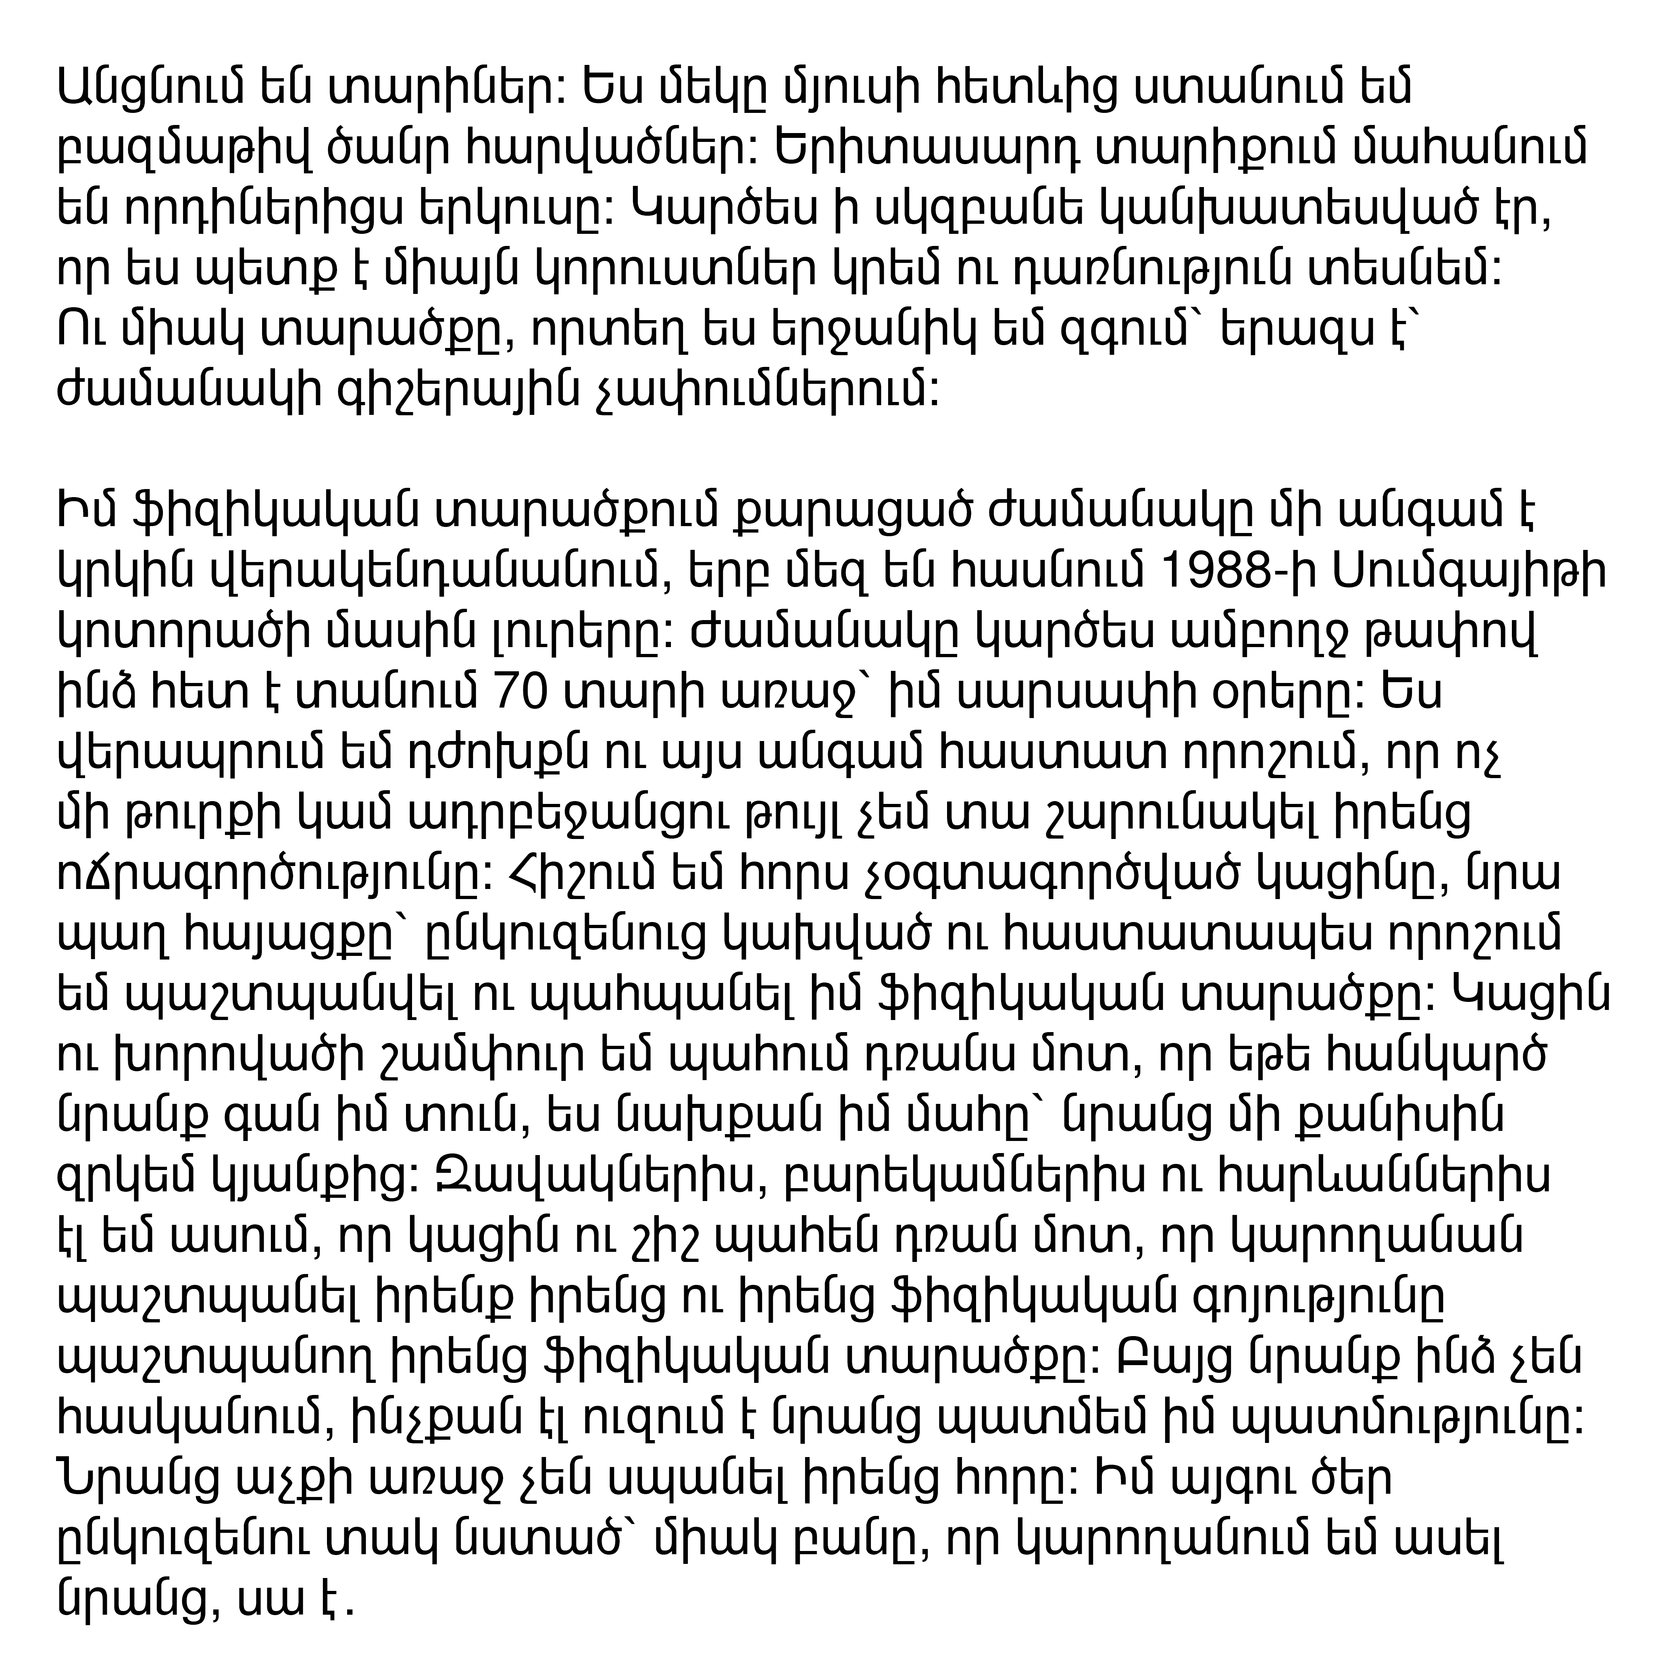 Անցնում են տարիներ: Ես մեկը մյուսի հետևից ստանում եմ
բազմաթիվ ծանր հարվածներ: Երիտասարդ տարիքում մահանում
են որդիներիցս երկուսը: Կարծես ի սկզբանե կանխատեսված էր,
որ ես պետք է միայն կորուստներ կրեմ ու դառնություն տեսնեմ:
Ու միակ տարածքը, որտեղ ես երջանիկ եմ զգում՝ երազս է՝
ժամանակի գիշերային չափումներում:

Իմ ֆիզիկական տարածքում քարացած ժամանակը մի անգամ է
կրկին վերակենդանանում, երբ մեզ են հասնում 1988-ի Սումգայիթի
կոտորածի մասին լուրերը: Ժամանակը կարծես ամբողջ թափով
ինձ հետ է տանում 70 տարի առաջ՝ իմ սարսափի օրերը: Ես
վերապրում եմ դժոխքն ու այս անգամ հաստատ որոշում, որ ոչ
մի թուրքի կամ ադրբեջանցու թույլ չեմ տա շարունակել իրենց
ոճրագործությունը: Հիշում եմ հորս չօգտագործված կացինը, նրա
պաղ հայացքը՝ ընկուզենուց կախված ու հաստատապես որոշում
եմ պաշտպանվել ու պահպանել իմ ֆիզիկական տարածքը: Կացին
ու խորովածի շամփուր եմ պահում դռանս մոտ, որ եթե հանկարծ
նրանք գան իմ տուն, ես նախքան իմ մահը՝ նրանց մի քանիսին
զրկեմ կյանքից: Զավակներիս, բարեկամներիս ու հարևաններիս
էլ եմ ասում, որ կացին ու շիշ պահեն դռան մոտ, որ կարողանան
պաշտպանել իրենք իրենց ու իրենց ֆիզիկական գոյությունը
պաշտպանող իրենց ֆիզիկական տարածքը: Բայց նրանք ինձ չեն
հասկանում, ինչքան էլ ուզում է նրանց պատմեմ իմ պատմությունը:
Նրանց աչքի առաջ չեն սպանել իրենց հորը: Իմ այգու ծեր
ընկուզենու տակ նստած՝ միակ բանը, որ կարողանում եմ ասել
նրանց, սա է.